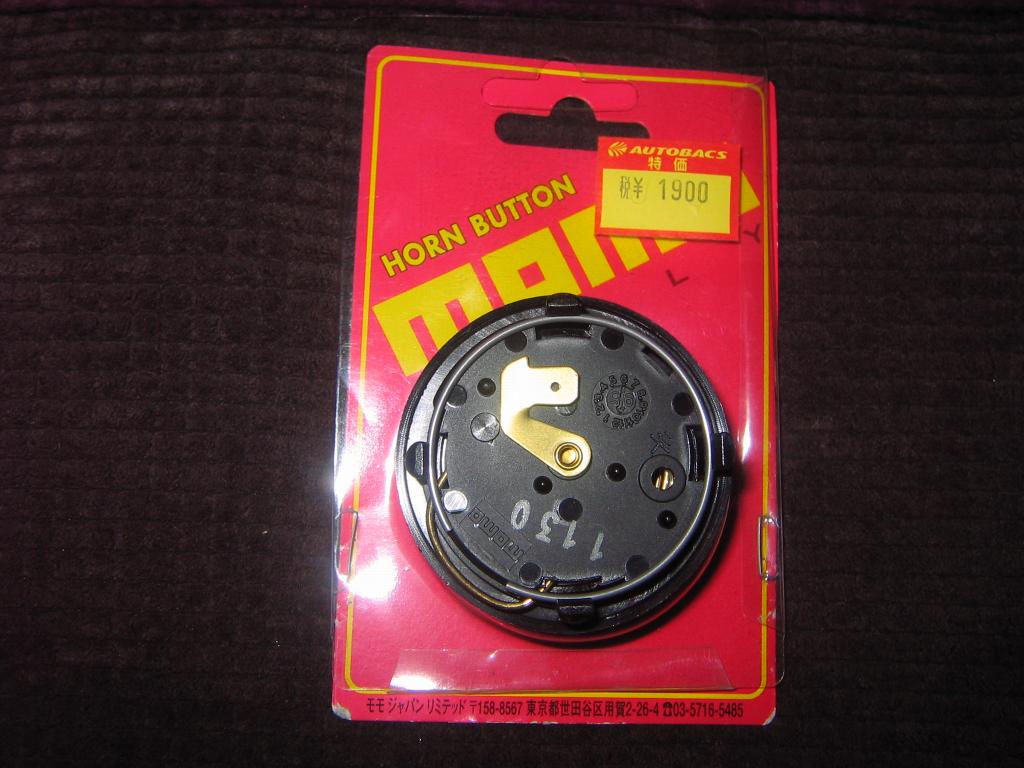 AUTOBACS
特価
税¥ 1900
HORN BUTTON
momo
1130
momo
モモ ジャパン リミテッド 〒158-8567 東京都世田谷区用賀2-26-4 ☎03-5716-5485